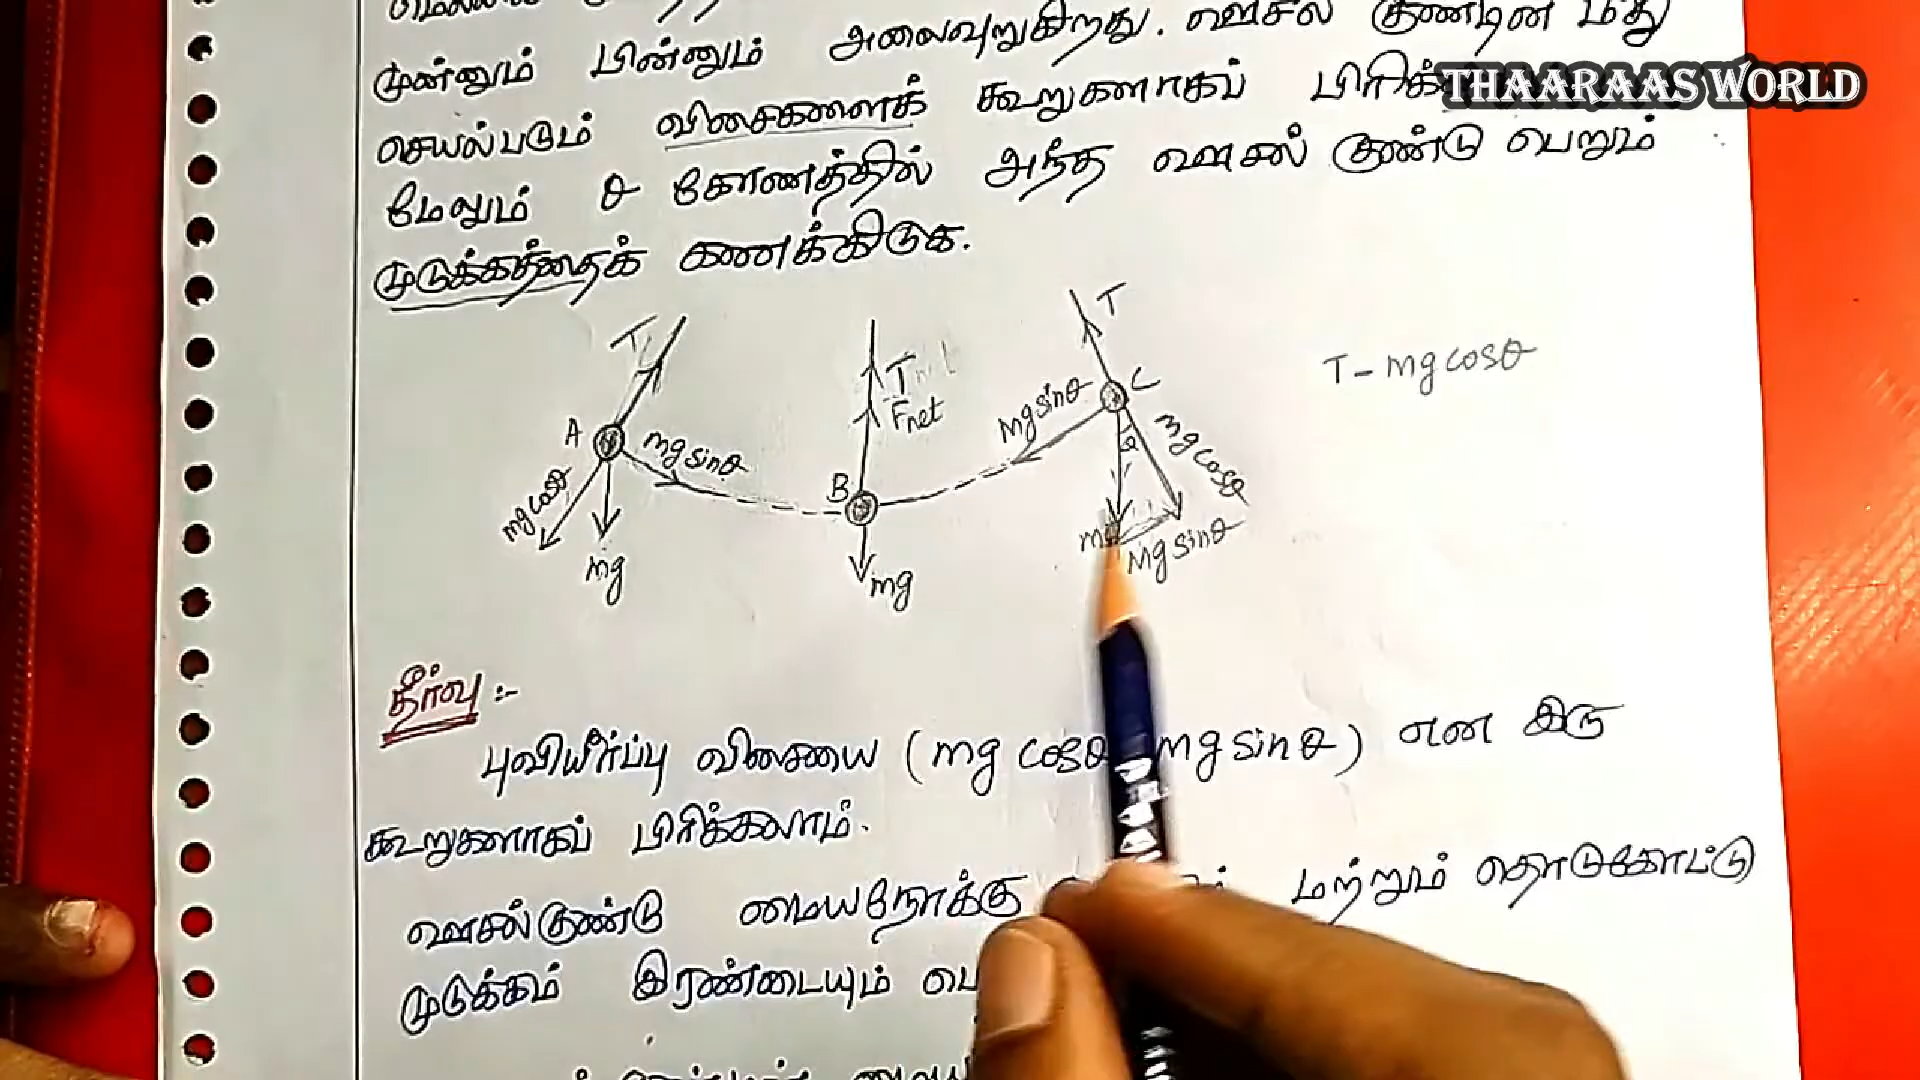 முன்னும் பின்னும் அலைவுறுகிறது. ஊசல் குண்டின் மீது
THAARAAS WORLD
செயல்படும் விசைகளைக் கூறுகளாகப்
மேலும் θ கோணத்தில் அந்த ஊசல் குண்டு பெறும்
முடுக்கத்தைக் கணக்கிடுக.
T
T
T
Fnet
mg sinθ
C
T - mg cosθ
A
mg sinθ
mg cosθ
B
θ
mg cosθ
mg
mg
mg sinθ
தீர்வு :-
புவியீர்ப்பு விசையை (mg cosθ mg sinθ) என இரு
கூறுகளாகப் பிரிக்கலாம்.
ஊசல்குண்டு மையநோக்கு மற்றும் தொடுகோட்டு
முடுக்கம் இரண்டையும்